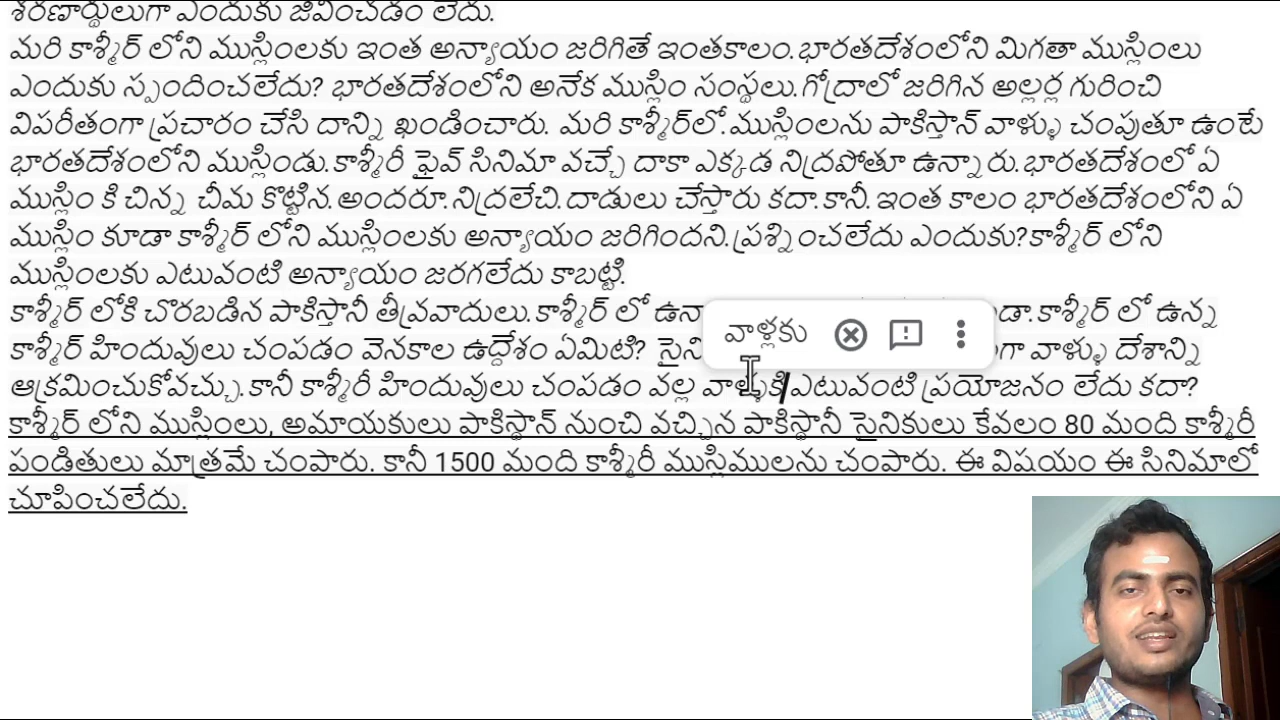 శరణార్థులుగా ఎందుకు జీవించడం లేదు.
మరి కాశ్మీర్ లోని ముస్లింలకు ఇంత అన్యాయం జరిగితే ఇంతకాలం.భారతదేశంలోని మిగతా ముస్లింలు
ఎందుకు స్పందించలేదు? భారతదేశంలోని అనేక ముస్లిం సంస్థలు.గోద్రాలో జరిగిన అల్లర్ల గురించి
విపరీతంగా ప్రచారం చేసి దాన్ని ఖండించారు. మరి కాశ్మీర్‌లో.ముస్లింలను పాకిస్తాన్ వాళ్ళు చంపుతూ ఉంటే
భారతదేశంలోని ముస్లిండు.కాశ్మీరీ ఫైవ్ సినిమా వచ్చే దాకా ఎక్కడ నిద్రపోతూ ఉన్నారు.భారతదేశంలో ఏ
ముస్లిం కి చిన్న చీమ కొట్టిన.అందరూ.నిద్రలేచి.దాడులు చేస్తారు కదా.కానీ. ఇంత కాలం భారతదేశంలోని ఏ
ముస్లిం కూడా కాశ్మీర్ లోని ముస్లింలకు అన్యాయం జరిగిందని.ప్రశ్నించలేదు ఎందుకు?కాశ్మీర్ లోని
ముస్లింలకు ఎటువంటి అన్యాయం జరగలేదు కాబట్టి.
కాశ్మీర్ లోకి చొరబడిన పాకిస్తానీ తీవ్రవాదులు.కాశ్మీర్ లో కాశ్మీర్ లో ఉన్న
వాళ్లకు
కాశ్మీర్ హిందువులు చంపడం వెనకాల ఉద్దేశం ఏమిటి? వాళ్ళు దేశాన్ని
ఆక్రమించుకోవచ్చు.కానీ కాశ్మీరీ హిందువులు చంపడం వల్ల ఎటువంటి ప్రయోజనం లేదు కదా?
కాశ్మీర్ లోని ముస్లింలు, అమాయకులు పాకిస్థాన్ నుంచి వచ్చిన పాకిస్థానీ సైనికులు కేవలం 80 మంది కాశ్మీరీ
పండితులు మాత్రమే చంపారు. కానీ 1500 మంది కాశ్మీరీ ముస్లిములను చంపారు. ఈ విషయం ఈ సినిమాలో
చూపించలేదు.